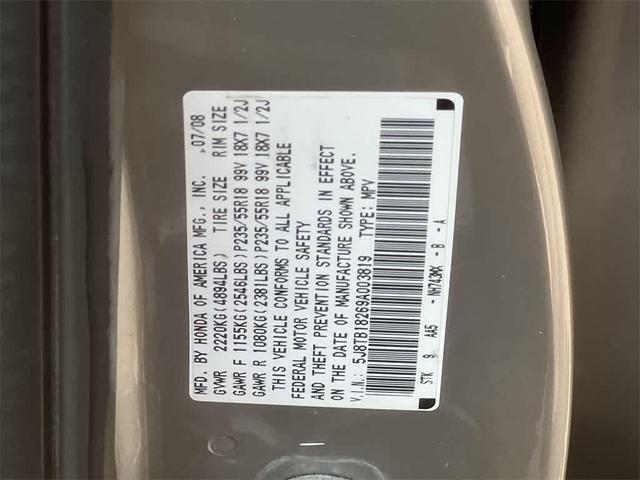 MFD. BY HONDA OF AMERICA MFG., INC. 07/08
GVWR 2220KG(4894LBS) TIRE SIZE RIM SIZE
GAWR F 1155KG(2546LBS)P235/55R18 99V 18X7 1/2J
GAWR R 1080KG(2381LBS)P235/55R18 99V 18X7 1/2J
THIS VEHICLE CONFORMS TO ALL APPLICABLE
FEDERAL MOTOR VEHICLE SAFETY
AND THEFT PREVENTION STANDARDS IN EFFECT
ON THE DATE OF MANUFACTURE SHOWN ABOVE.
V.I.N.: 5J8TB18269A003819 TYPE: MPV
STK 9 AA5 - NH743MX - B - A